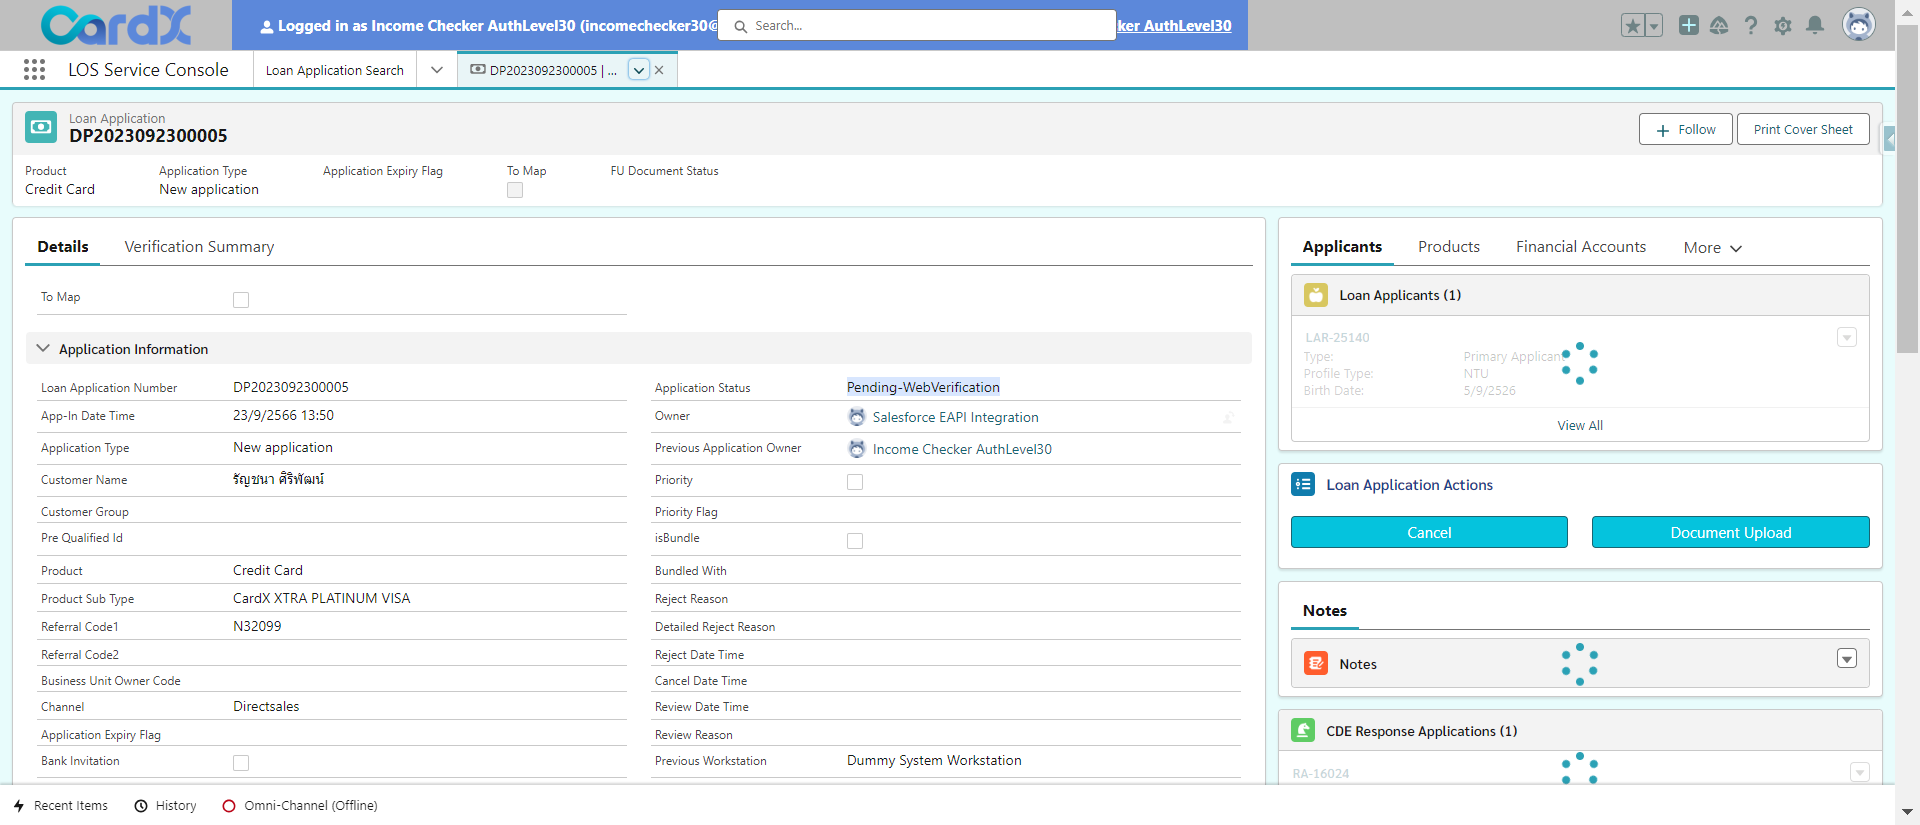 CardX
Logged in as Income Checker AuthLevel30 (incomechecker30@
Search...
ker AuthLevel30
LOS Service Console
Loan Application Search
DP2023092300005 | ...
Loan Application
DP2023092300005
Follow
Print Cover Sheet
Product
Application Type
Application Expiry Flag
To Map
FU Document Status
Credit Card
New application
Details
Verification Summary
To Map
Application Information
Loan Application Number DP2023092300005
App-In Date Time 23/9/2566 13:50
Application Type New application
Customer Name รัญชนา ศิริพัฒน์
Customer Group
Pre Qualified Id
Product Credit Card
Product Sub Type CardX XTRA PLATINUM VISA
Referral Code1 N32099
Referral Code2
Business Unit Owner Code
Channel Directsales
Application Expiry Flag
Bank Invitation
Application Status Pending-WebVerification
Owner Salesforce EAPI Integration
Previous Application Owner Income Checker AuthLevel30
Priority
Priority Flag
isBundle
Bundled With
Reject Reason
Detailed Reject Reason
Reject Date Time
Cancel Date Time
Review Date Time
Review Reason
Previous Workstation Dummy System Workstation
Applicants
Products
Financial Accounts
More
Loan Applicants (1)
LAR-25140
Type: Primary Applicant
Profile Type: NTU
Birth Date: 5/9/2526
View All
Loan Application Actions
Cancel
Document Upload
Notes
Notes
CDE Response Applications (1)
RA-16024
Recent Items
History
Omni-Channel (Offline)